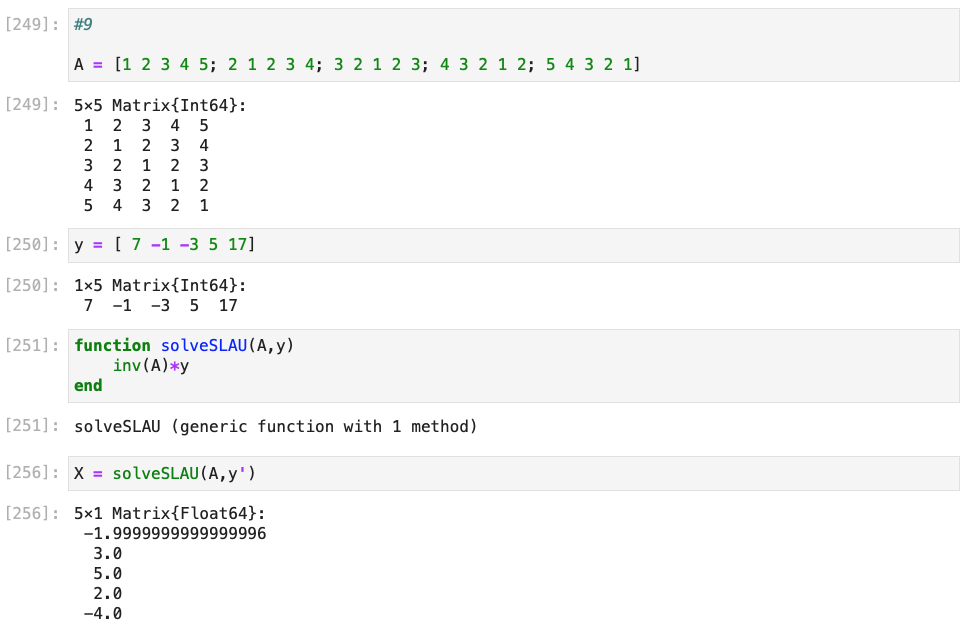 [249]: #9
A = [1 2 3 4 5; 2 1 2 3 4; 3 2 1 2 3; 4 3 2 1 2; 5 4 3 2 1]
[249]: 5×5 Matrix{Int64}:
1 2 3 4 5
2 1 2 3 4
3 2 1 2 3
4 3 2 1 2
5 4 3 2 1
[250]: y = [ 7 -1 -3 5 17]
[250]: 1×5 Matrix{Int64}:
7 -1 -3 5 17
[251]: function solveSLAU(A,y)
inv(A)*y
end
[251]: solveSLAU (generic function with 1 method)
[256]: X = solveSLAU(A,y')
[256]: 5×1 Matrix{Float64}:
-1.9999999999999996
3.0
5.0
2.0
-4.0